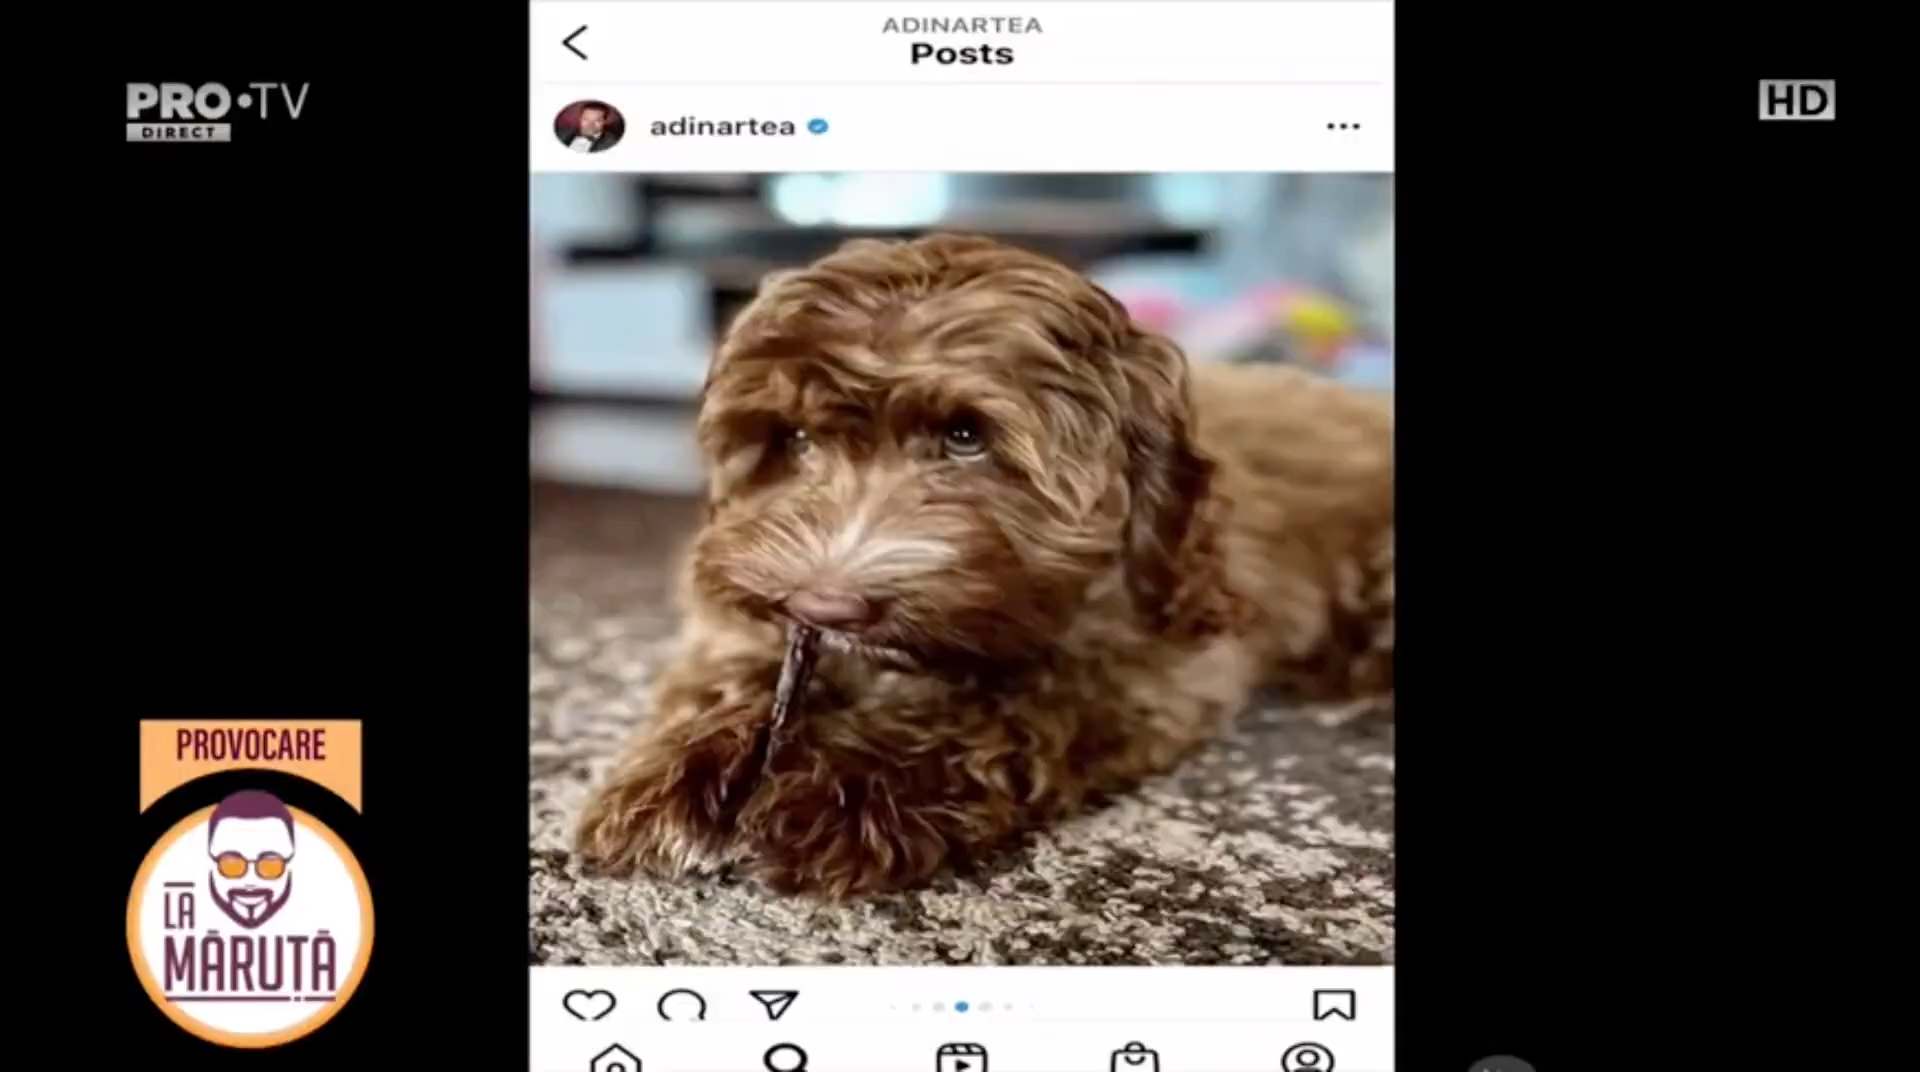 ADINARTEA
Posts
PRO•TV
DIRECT
HD
adinartea
PROVOCARE
LA
MĂRUȚĂ